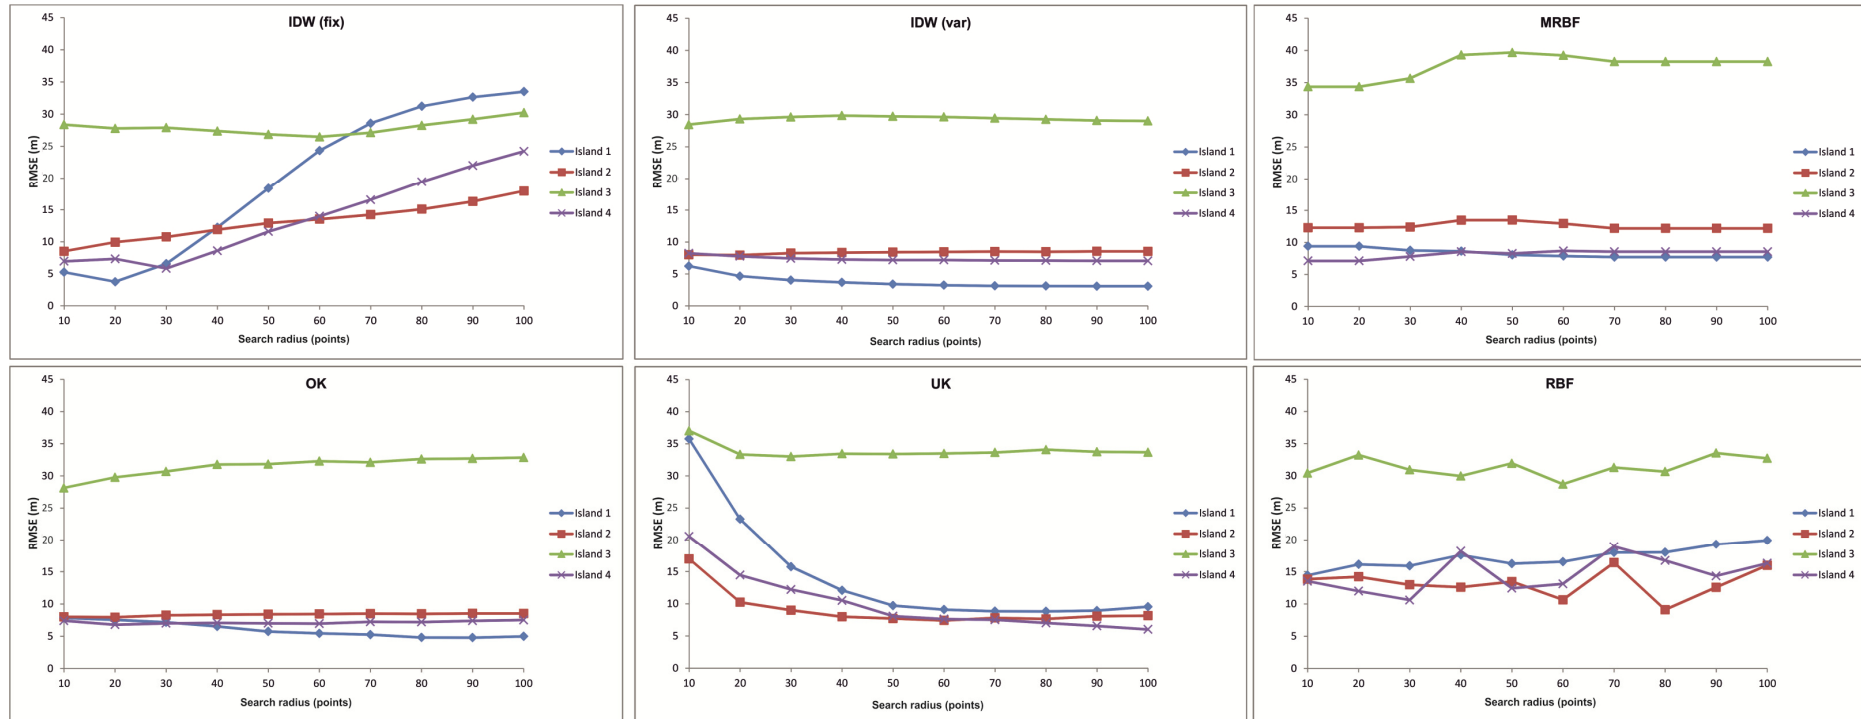 IDW (fix)
45
40
35
30
25
20
15
10
5
0
RMSE (m)
10 20 30 40 50 60 70 80 90 100
Search radius (points)
Island 1
Island 2
Island 3
Island 4
IDW (var)
45
40
35
30
25
20
15
10
5
0
RMSE (m)
10 20 30 40 50 60 70 80 90 100
Search radius (points)
Island 1
Island 2
Island 3
Island 4
MRBF
45
40
35
30
25
20
15
10
5
0
RMSE (m)
10 20 30 40 50 60 70 80 90 100
Search radius (points)
Island 1
Island 2
Island 3
Island 4
OK
45
40
35
30
25
20
15
10
5
0
RMSE (m)
10 20 30 40 50 60 70 80 90 100
Search radius (points)
Island 1
Island 2
Island 3
Island 4
UK
45
40
35
30
25
20
15
10
5
0
RMSE (m)
10 20 30 40 50 60 70 80 90 100
Search radius (points)
Island 1
Island 2
Island 3
Island 4
RBF
45
40
35
30
25
20
15
10
5
0
RMSE (m)
10 20 30 40 50 60 70 80 90 100
Search radius (points)
Island 1
Island 2
Island 3
Island 4